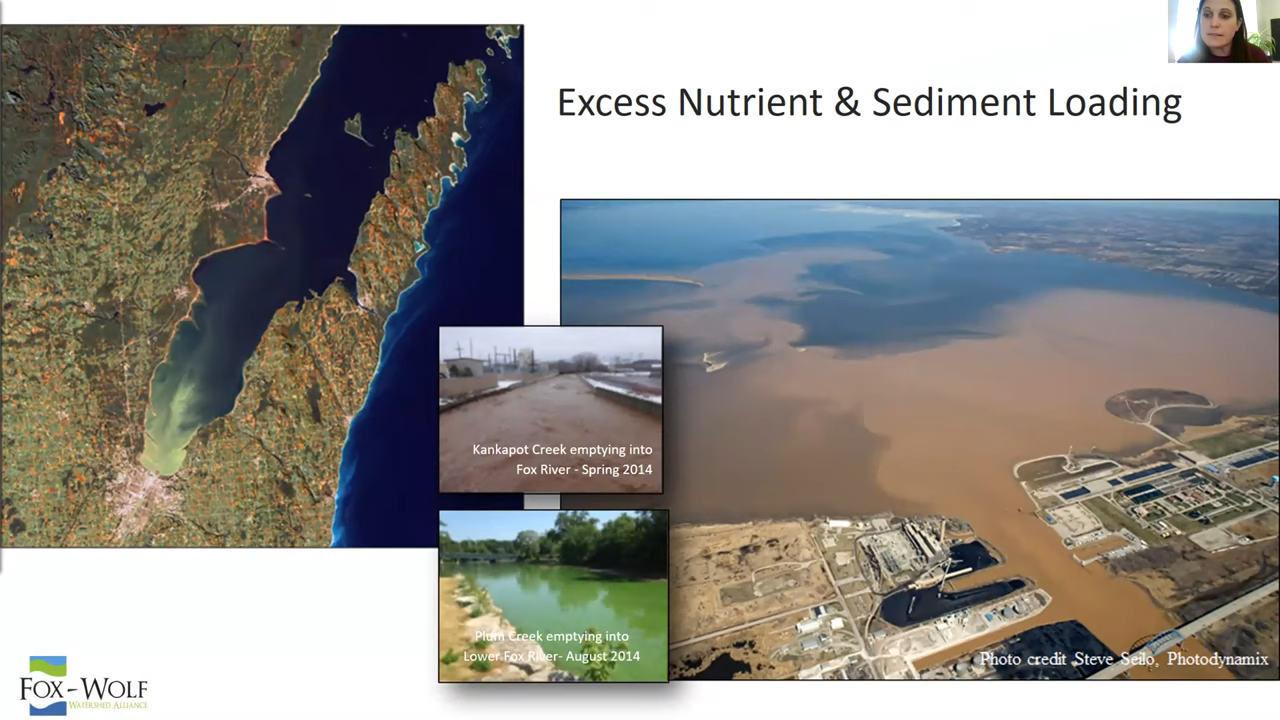 Excess Nutrient & Sediment Loading
Kankapot Creek emptying into
Fox River - Spring 2014
Plum Creek emptying into
Lower Fox River- August 2014
Photo credit Steve Seilo, Photodynamix
FOX-WOLF
WATERSHED ALLIANCE